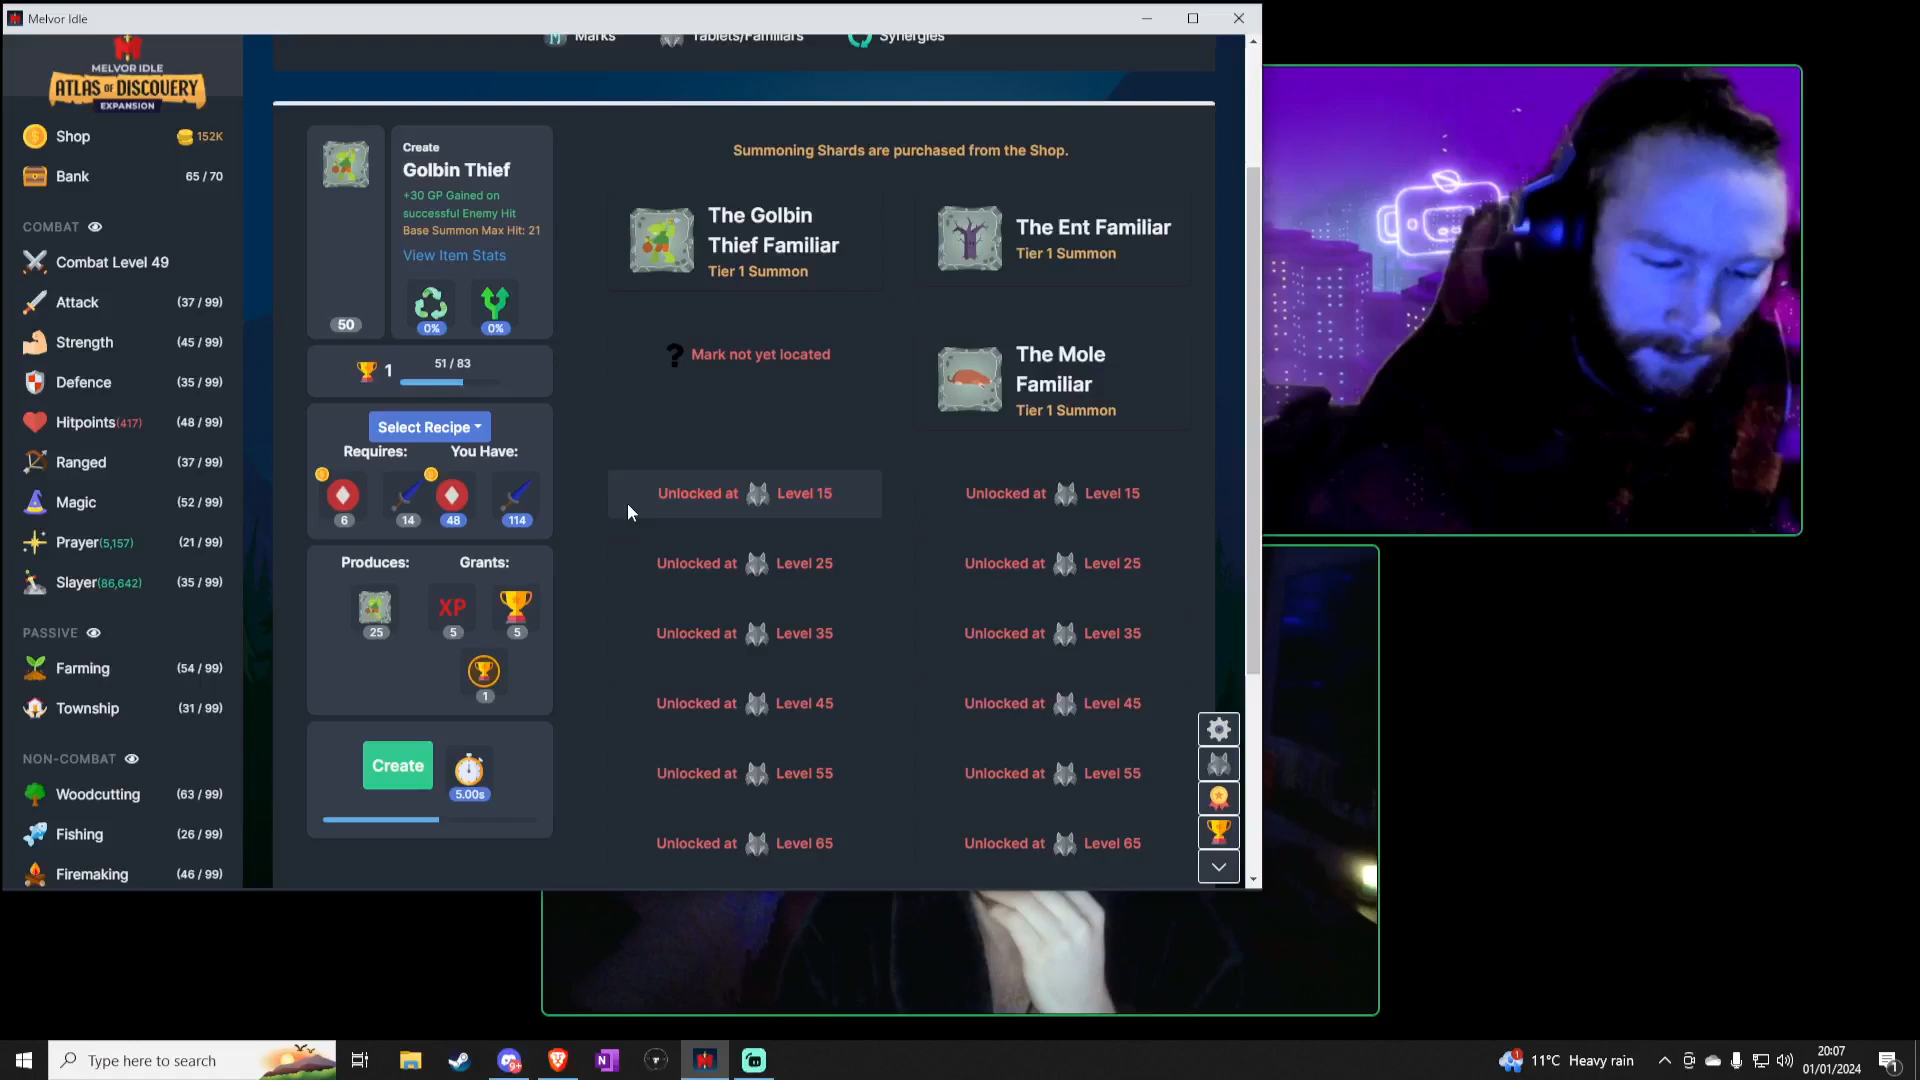 Melvor Idle
MELVOR IDLE
ATLAS OF DISCOVERY
EXPANSION
Shop 152K
Bank 65 / 70
COMBAT
Combat Level 49
Attack (37 / 99)
Strength (45 / 99)
Defence (35 / 99)
Hitpoints(417) (48 / 99)
Ranged (37 / 99)
Magic (52 / 99)
Prayer(5,157) (21 / 99)
Slayer(86,642) (35 / 99)
PASSIVE
Farming (54 / 99)
Township (31 / 99)
NON-COMBAT
Woodcutting (63 / 99)
Fishing (26 / 99)
Firemaking (46 / 99)
Marks Tablets/Familiars Synergies
Create
Golbin Thief
+30 GP Gained on
successful Enemy Hit
Base Summon Max Hit: 21
View Item Stats
50 0% 0%
1 51 / 83
Select Recipe
Requires: You Have:
6 14 48 114
Produces: Grants:
XP
25 5 5
1
Create
5.00s
Summoning Shards are purchased from the Shop.
The Golbin
Thief Familiar
Tier 1 Summon
The Ent Familiar
Tier 1 Summon
? Mark not yet located
The Mole
Familiar
Tier 1 Summon
Unlocked at Level 15 Unlocked at Level 15
Unlocked at Level 25 Unlocked at Level 25
Unlocked at Level 35 Unlocked at Level 35
Unlocked at Level 45 Unlocked at Level 45
Unlocked at Level 55 Unlocked at Level 55
Unlocked at Level 65 Unlocked at Level 65
Type here to search
9+
N
1
11°C Heavy rain
20:07
01/01/2024
1